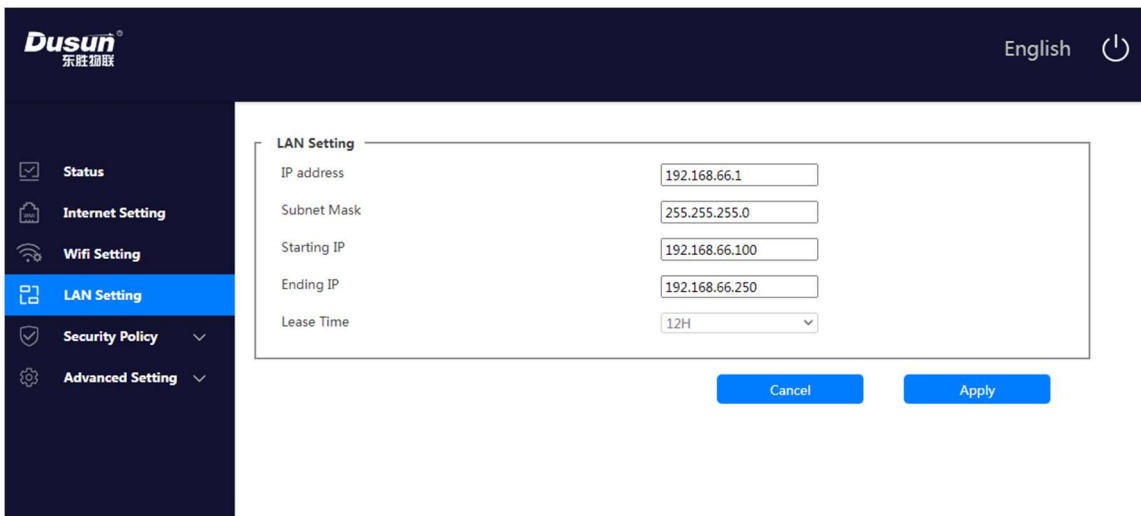 Dusun®
东胜物联
English
Status
Internet Setting
Wifi Setting
LAN Setting
Security Policy
Advanced Setting
LAN Setting
IP address
192.168.66.1
Subnet Mask
255.255.255.0
Starting IP
192.168.66.100
Ending IP
192.168.66.250
Lease Time
12H
Cancel
Apply